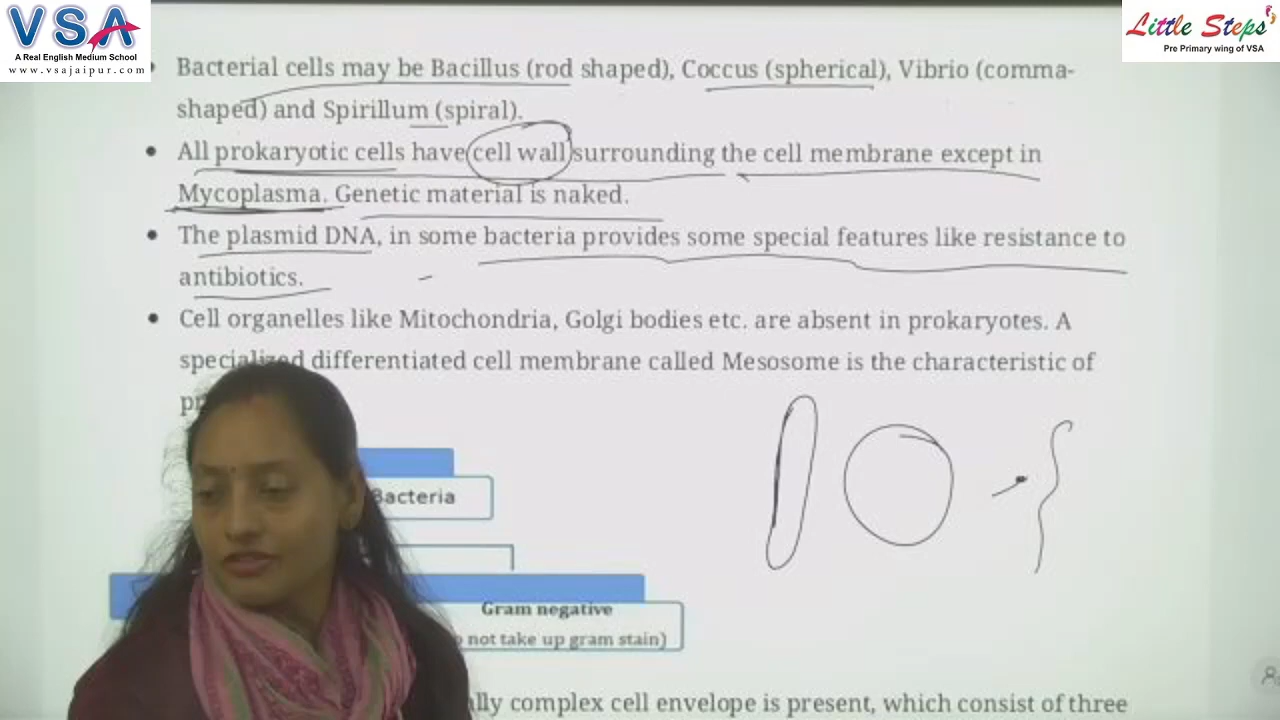 VSA
A Real English Medium School
www.vsajaipur.com
Little Steps
Pre Primary wing of VSA
• Bacterial cells may be Bacillus (rod shaped), Coccus (spherical), Vibrio (comma-
shaped) and Spirillum (spiral).
• All prokaryotic cells have cell wall surrounding the cell membrane except in
Mycoplasma. Genetic material is naked.
• The plasmid DNA, in some bacteria provides some special features like resistance to
antibiotics.
• Cell organelles like Mitochondria, Golgi bodies etc. are absent in prokaryotes. A
specialized differentiated cell membrane called Mesosome is the characteristic of
Bacteria
Gram negative
not take up gram stain)
complex cell envelope is present, which consist of three